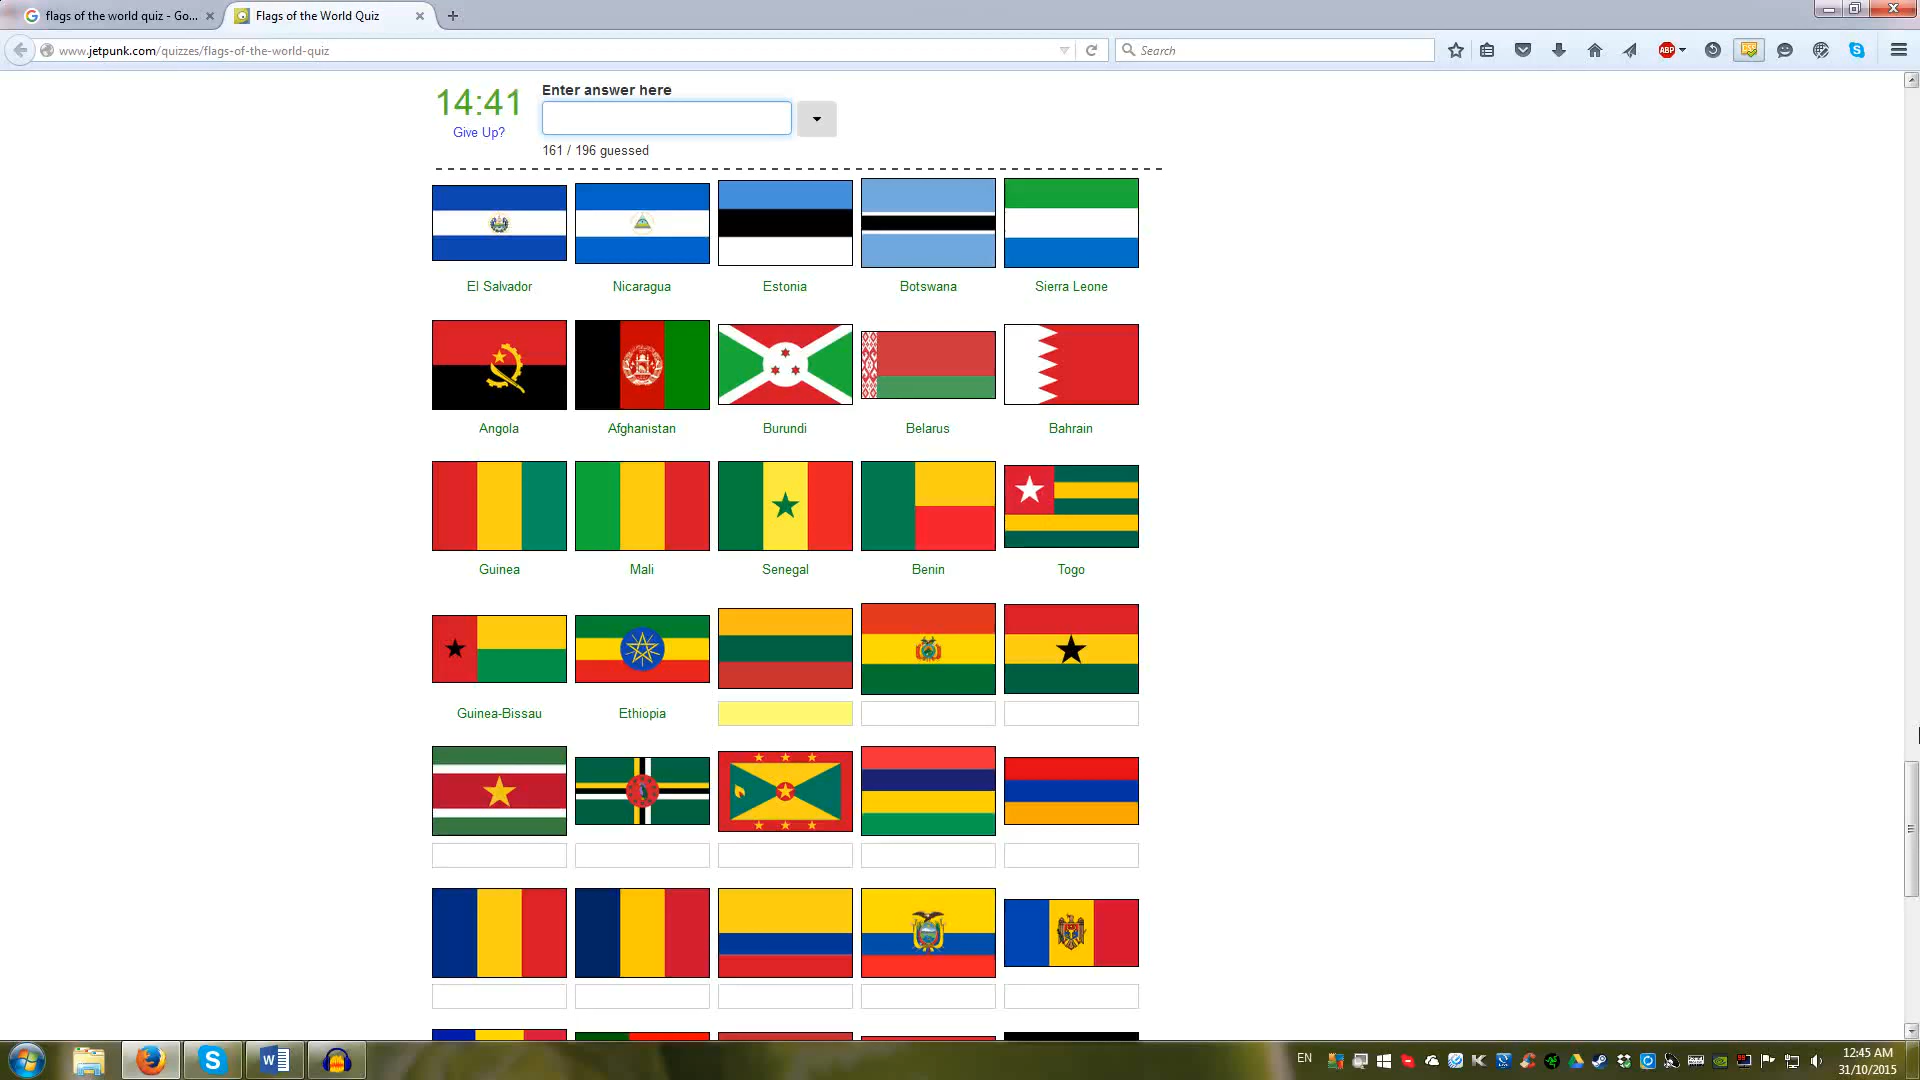 flags of the world quiz - Go...
Flags of the World Quiz
www.jetpunk.com/quizzes/flags-of-the-world-quiz
Search
ABP
14:41
Enter answer here
Give Up?
161 / 196 guessed
El Salvador
Nicaragua
Estonia
Botswana
Sierra Leone
Angola
Afghanistan
Burundi
Belarus
Bahrain
Guinea
Mali
Senegal
Benin
Togo
Guinea-Bissau
Ethiopia
EN
12:45 AM
31/10/2015